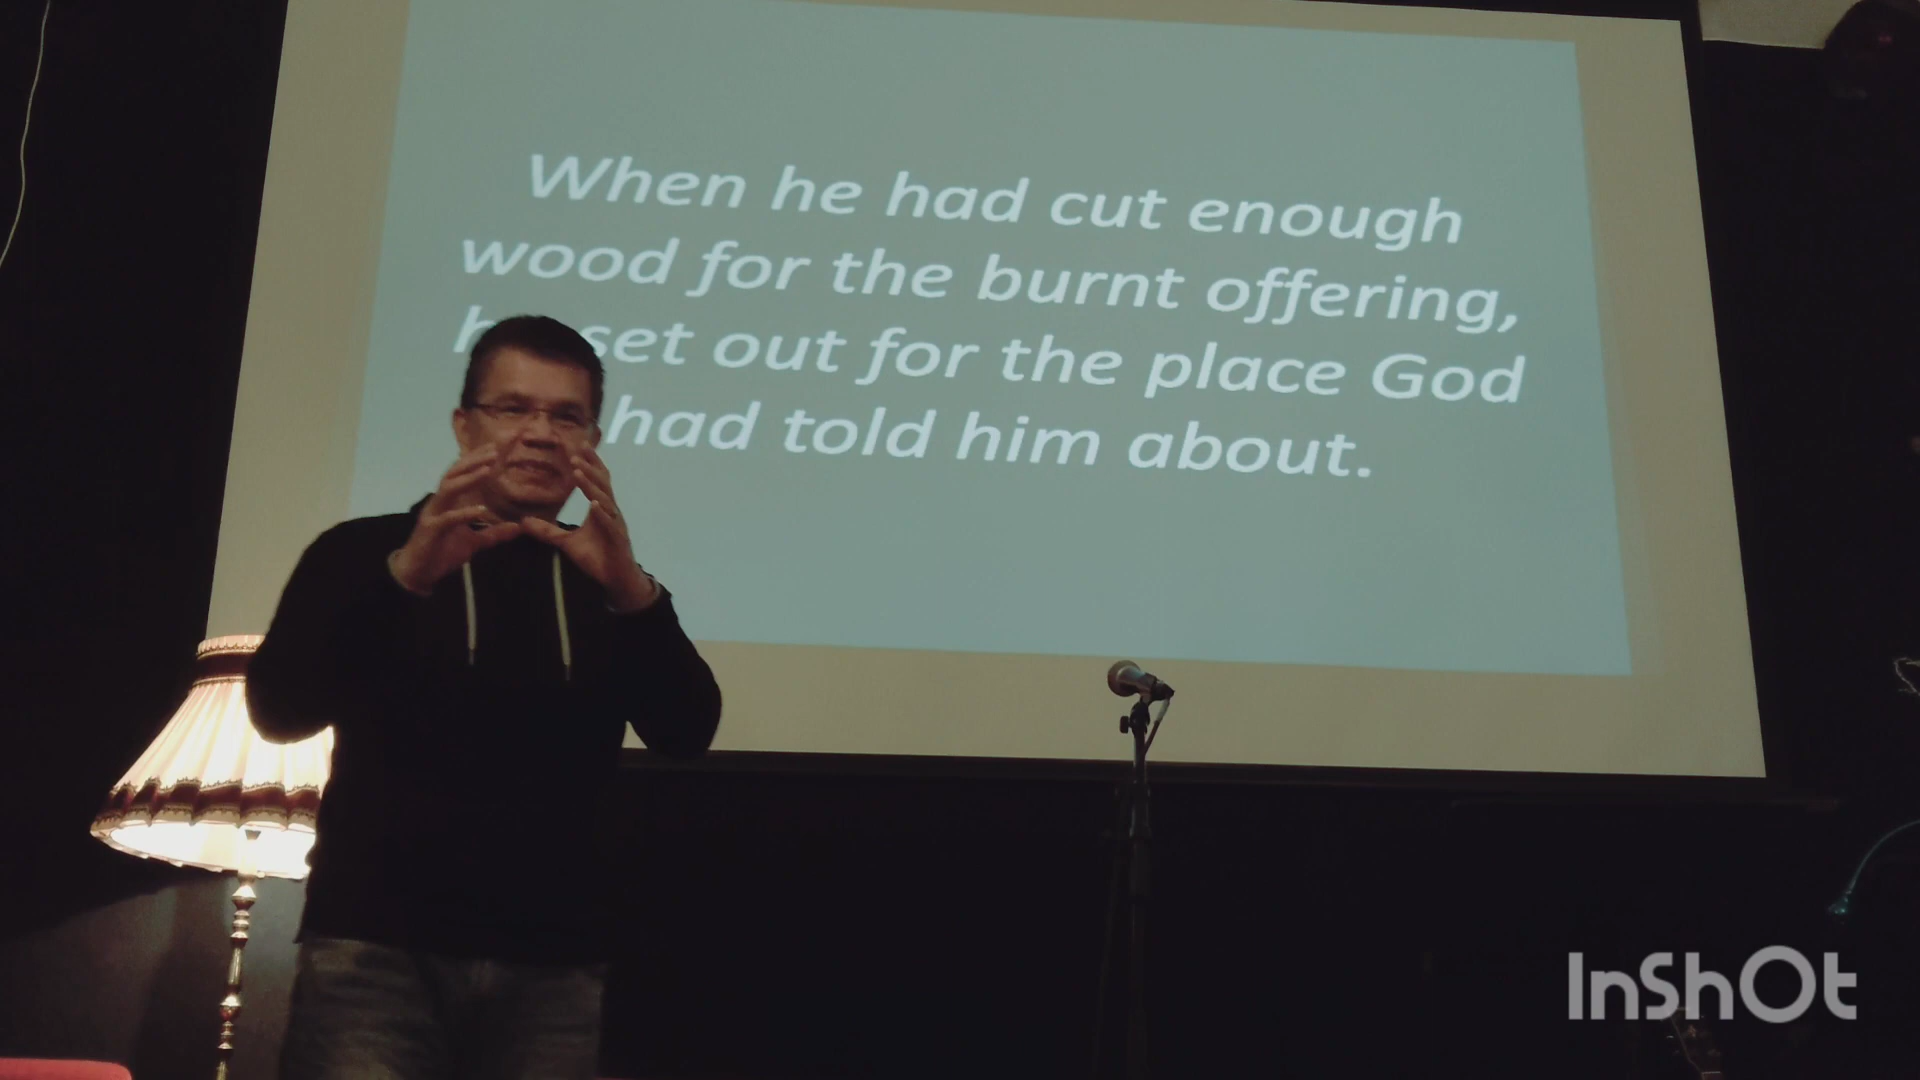 When he had cut enough
wood for the burnt offering,
set out for the place God
had told him about.
InShOt